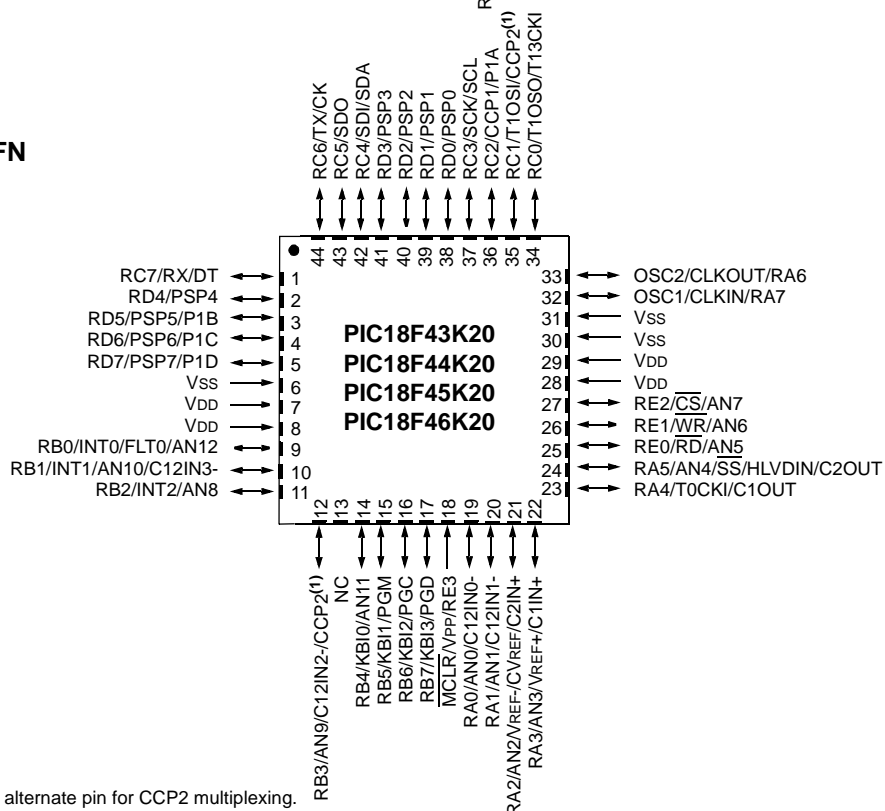 FN
RC6/TX/CK
RC5/SDO
RC4/SDI/SDA
RD3/PSP3
RD2/PSP2
RD1/PSP1
RD0/PSP0
RC3/SCK/SCL
RC2/CCP1/P1A
RC1/T1OSI/CCP2(1)
RC0/T1OSO/T13CKI
44
43
42
41
40
39
38
37
36
35
34
RC7/RX/DT 1
RD4/PSP4 2
RD5/PSP5/P1B 3
RD6/PSP6/P1C 4
RD7/PSP7/P1D 5
VSS 6
VDD 7
VDD 8
RB0/INT0/FLT0/AN12 9
RB1/INT1/AN10/C12IN3- 10
RB2/INT2/AN8 11
PIC18F43K20
PIC18F44K20
PIC18F45K20
PIC18F46K20
33 OSC2/CLKOUT/RA6
32 OSC1/CLKIN/RA7
31 VSS
30 VSS
29 VDD
28 VDD
27 RE2/CS/AN7
26 RE1/WR/AN6
25 RE0/RD/AN5
24 RA5/AN4/SS/HLVDIN/C2OUT
23 RA4/T0CKI/C1OUT
12
13
14
15
16
17
18
19
20
21
22
RB3/AN9/C12IN2-/CCP2(1)
NC
RB4/KBI0/AN11
RB5/KBI1/PGM
RB6/KBI2/PGC
RB7/KBI3/PGD
MCLR/VPP/RE3
RA0/AN0/C12IN0-
RA1/AN1/C12IN1-
RA2/AN2/VREF-/CVREF/C2IN+
RA3/AN3/VREF+/C1IN+
alternate pin for CCP2 multiplexing.